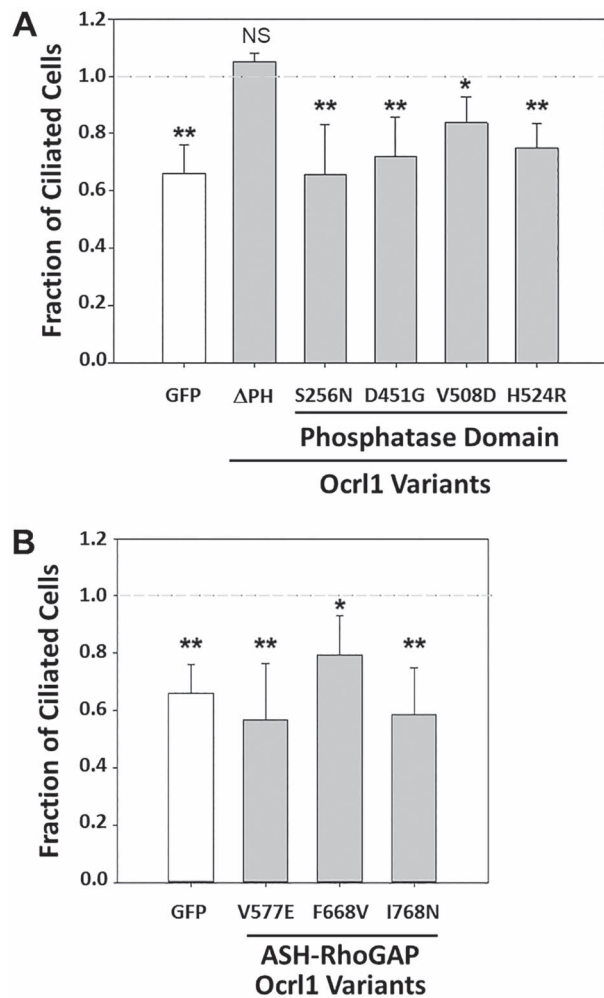 A
Fraction of Ciliated Cells
1.2
1.0
0.8
0.6
0.4
0.2
0.0
** NS ** ** * **
GFP ΔPH S256N D451G V508D H524R
Phosphatase Domain
Ocrl1 Variants
B
Fraction of Ciliated Cells
1.2
1.0
0.8
0.6
0.4
0.2
0.0
** ** * **
GFP V577E F668V I768N
ASH-RhoGAP
Ocrl1 Variants